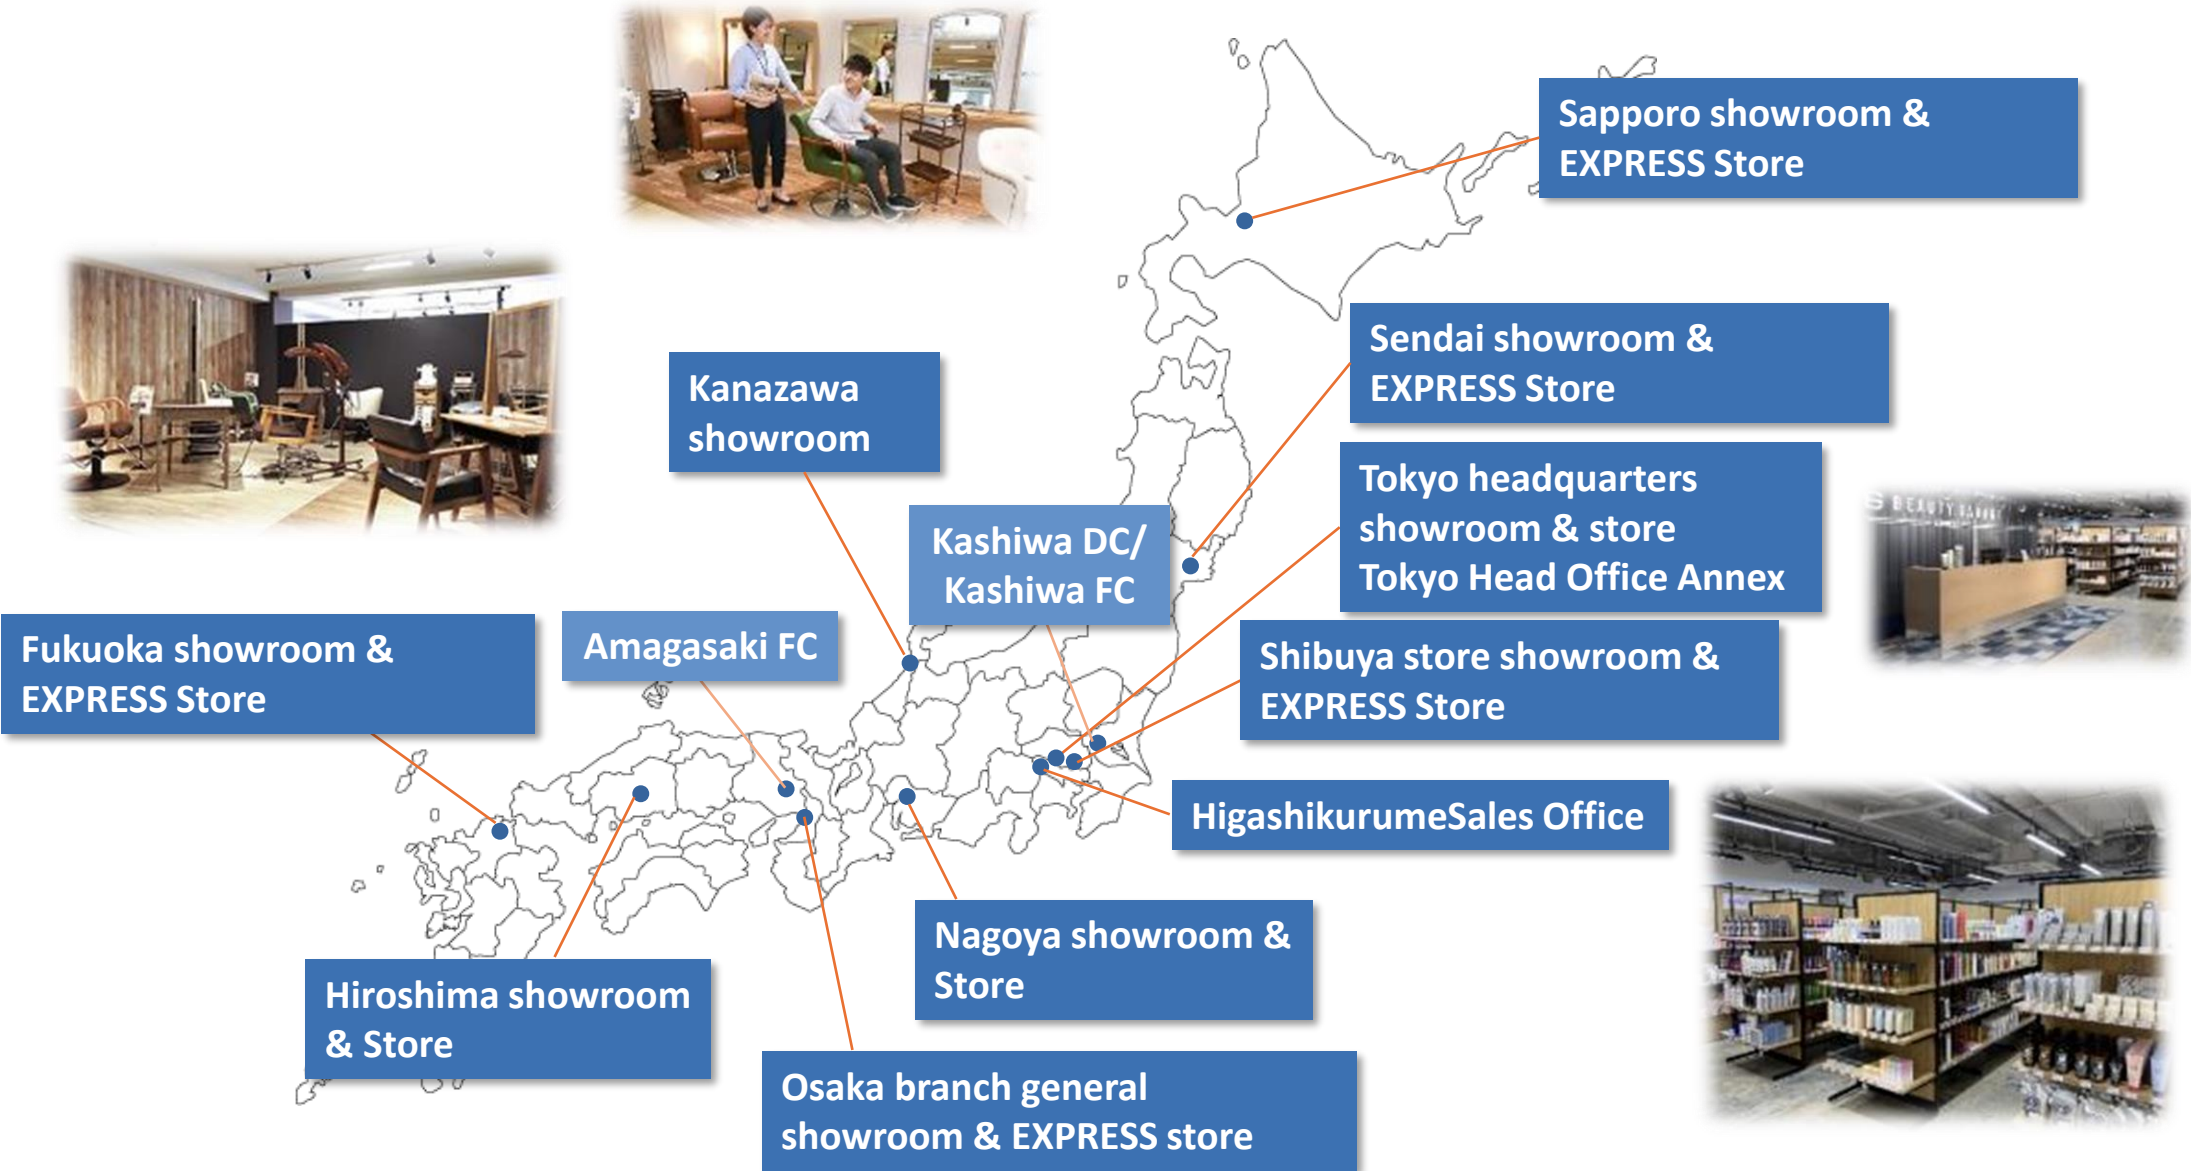 Sapporo showroom &
EXPRESS Store
Sendai showroom &
EXPRESS Store
Kanazawa
showroom
Tokyo headquarters
showroom & store
Tokyo Head Office Annex
BEAUTY
Kashiwa DC/
Kashiwa FC
Fukuoka showroom &
EXPRESS Store
Amagasaki FC
Shibuya store showroom &
EXPRESS Store
HigashikurumeSales Office
Nagoya showroom &
Store
Hiroshima showroom
& Store
Osaka branch general
showroom & EXPRESS store